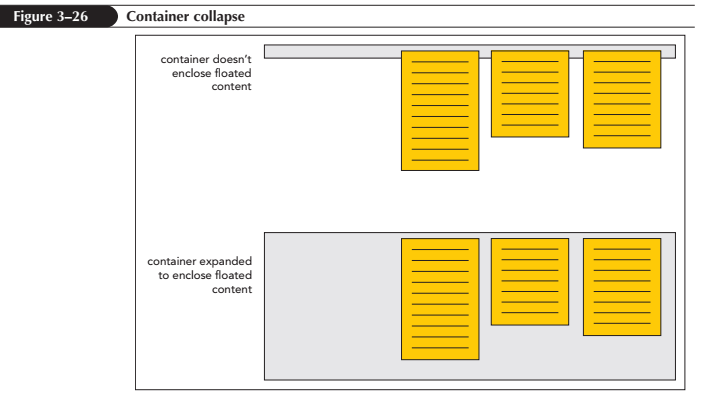 Figure 3–26 Container collapse
container doesn't
enclose floated
content
container expanded
to enclose floated
content